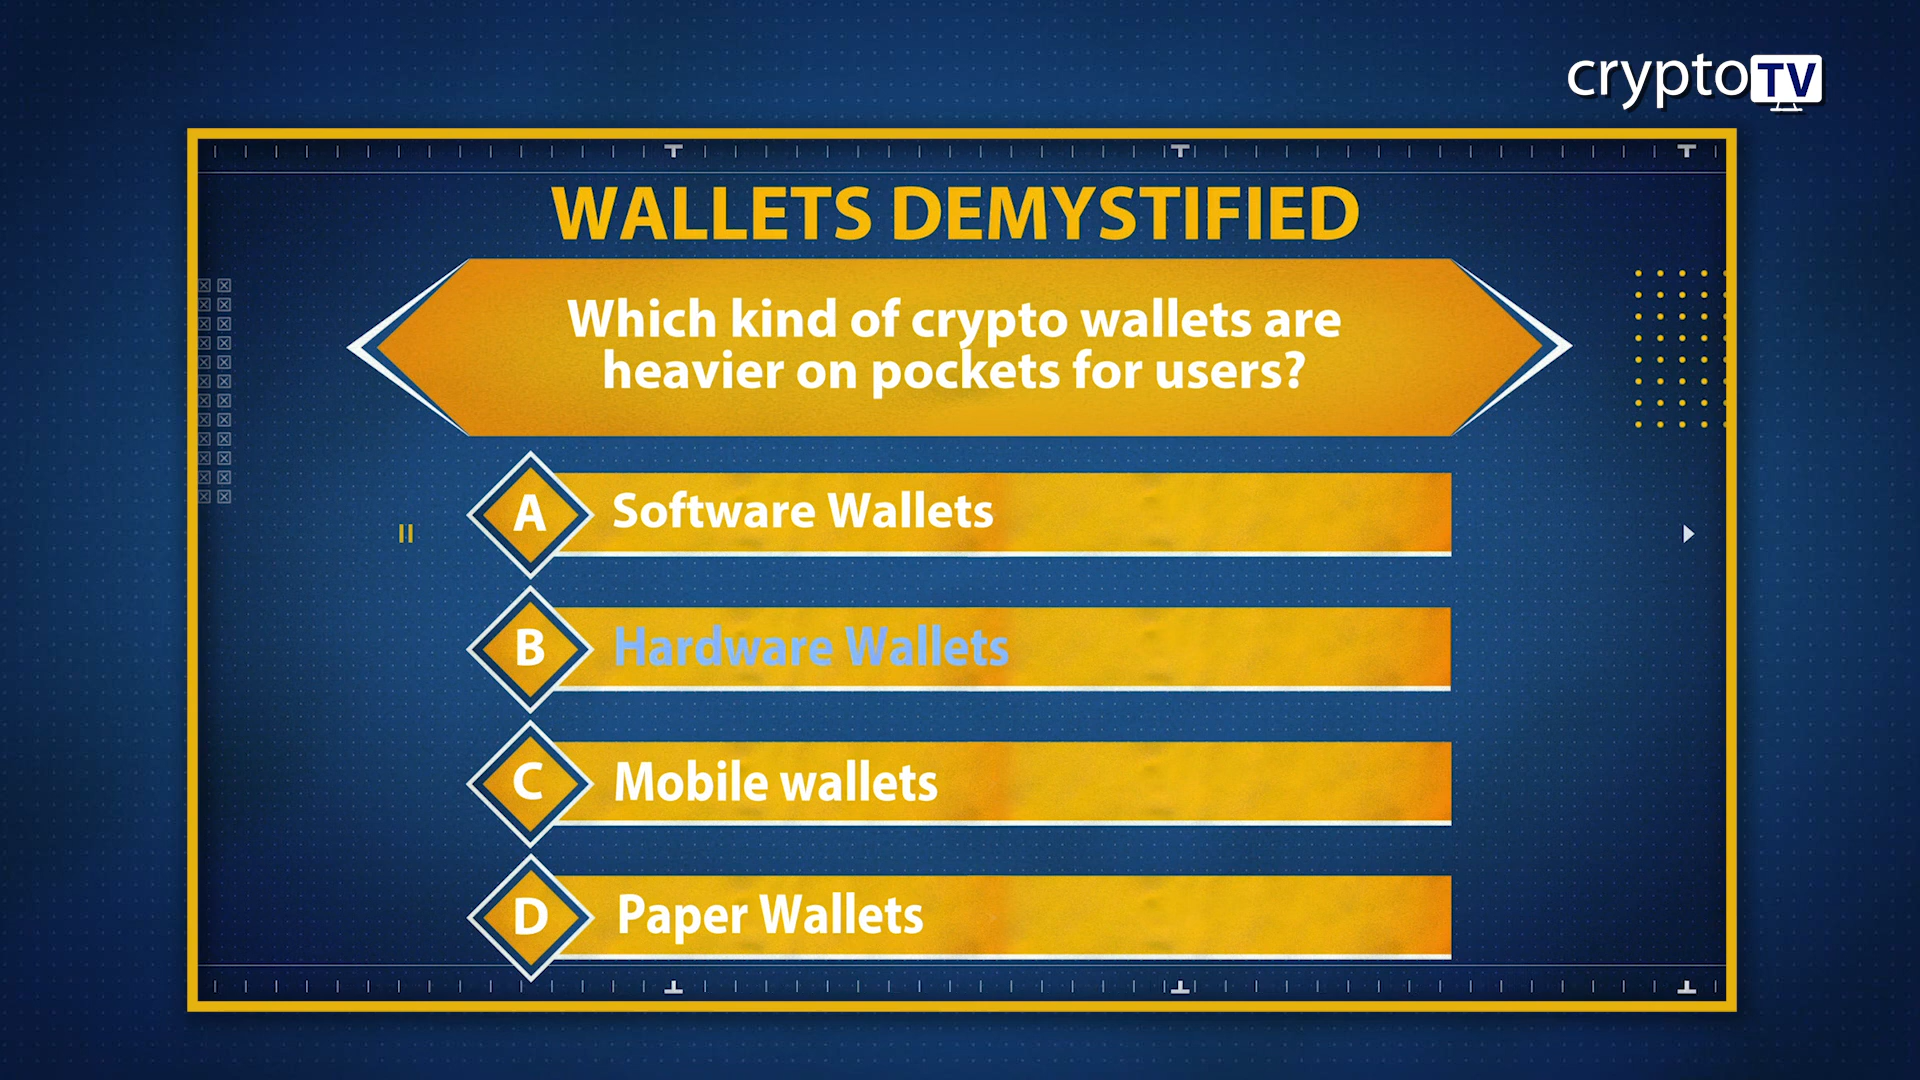 cryptoTV
WALLETS DEMYSTIFIED
Which kind of crypto wallets are
heavier on pockets for users?
A Software Wallets
B Hardware Wallets
C Mobile wallets
D Paper Wallets